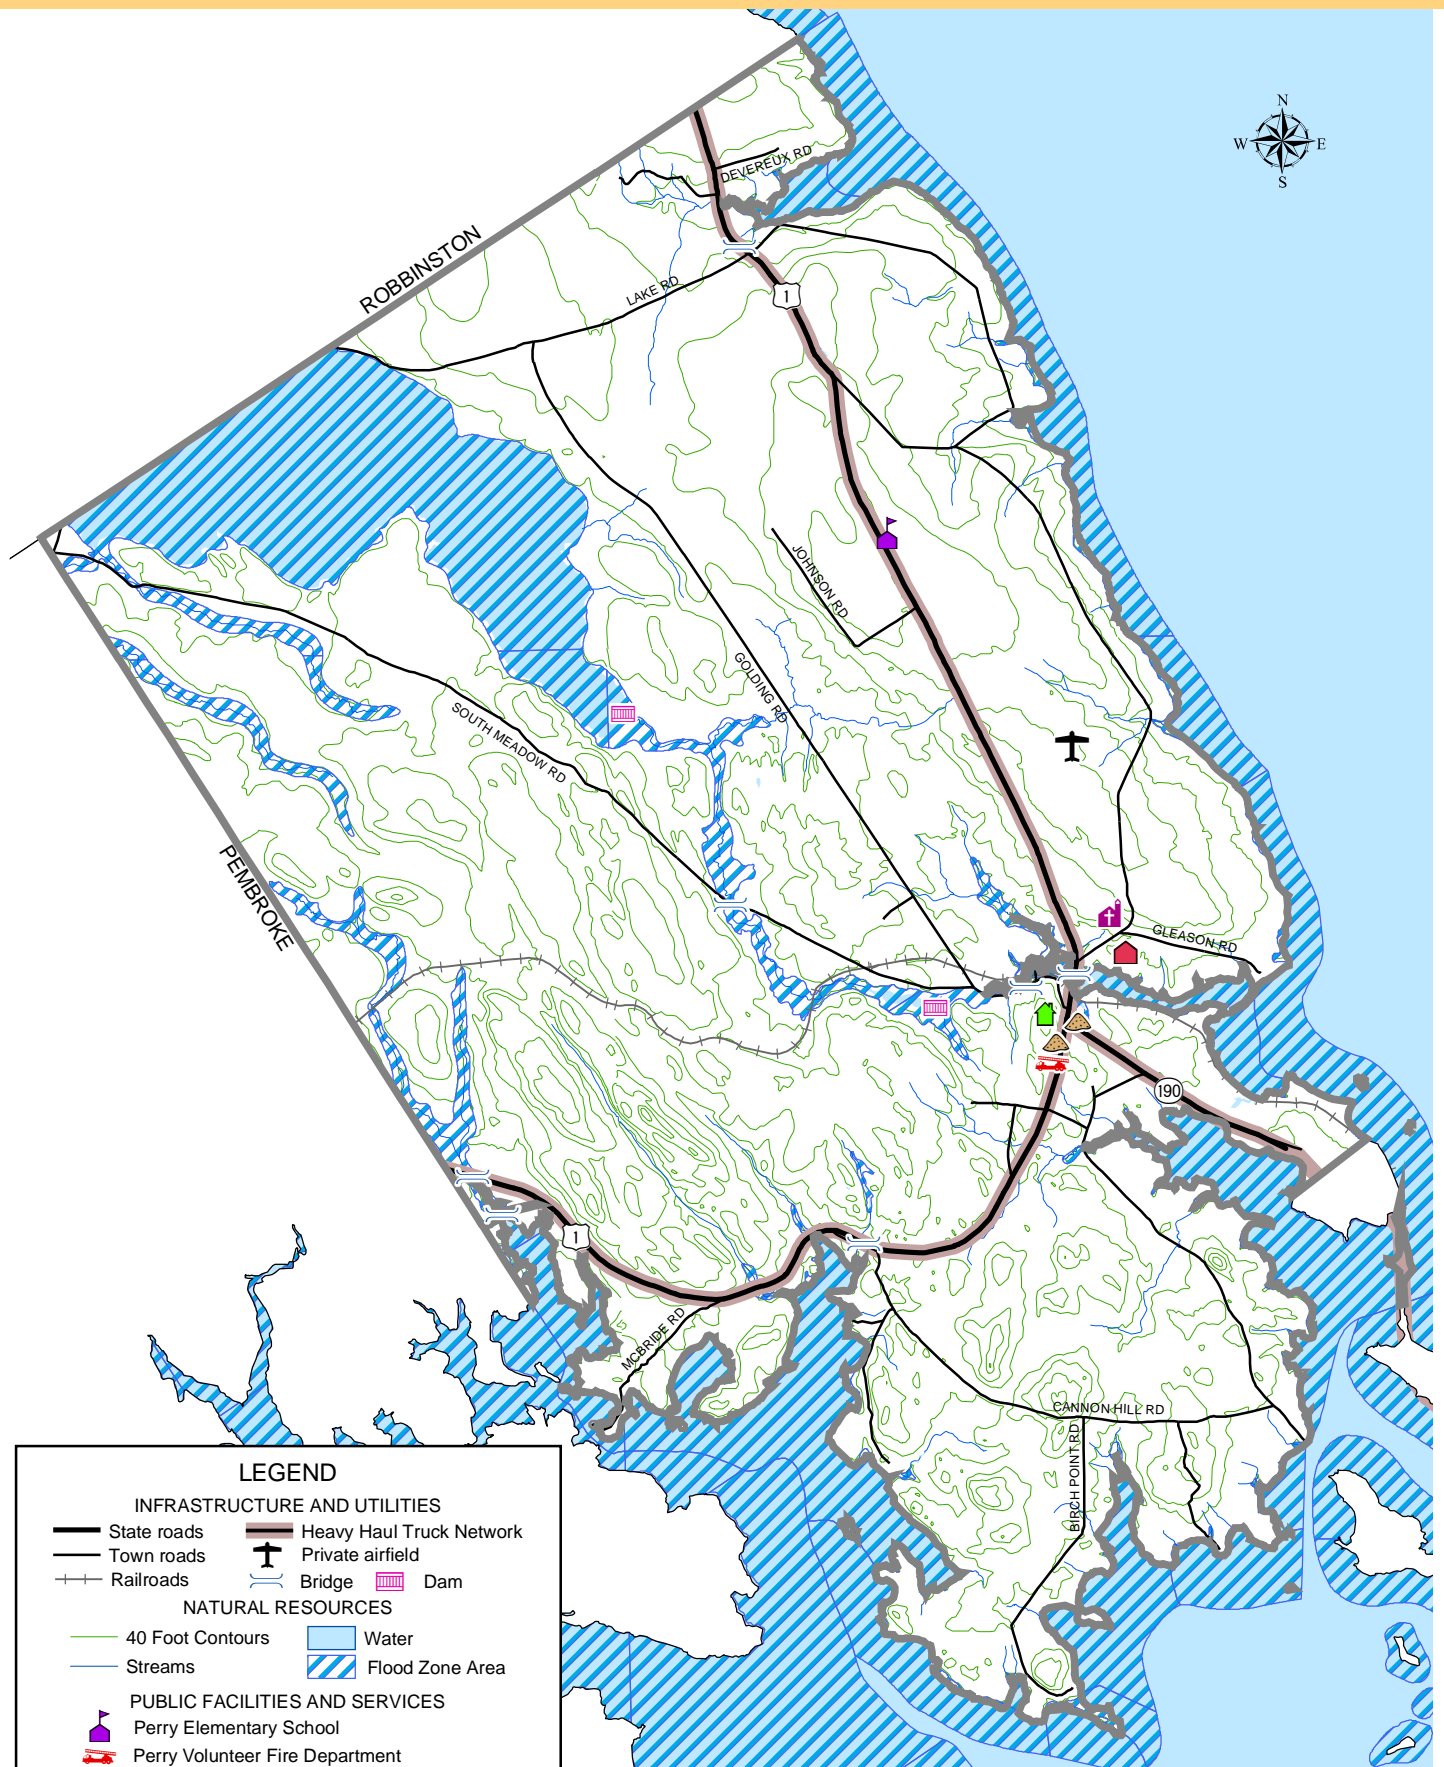 N
W E
S
DEVEREUX RD
ROBBINSTON
LAKE RD
1
JOHNSON RD
GOLDING RD
SOUTH MEADOW RD
PEMBROKE
GLEASON RD
190
1
MCBRIDE RD
CANNON HILL RD
BIRCH POINT RD
LEGEND
INFRASTRUCTURE AND UTILITIES
State roads Heavy Haul Truck Network
Town roads Private airfield
Railroads Bridge Dam
NATURAL RESOURCES
40 Foot Contours Water
Streams Flood Zone Area
PUBLIC FACILITIES AND SERVICES
Perry Elementary School
Perry Volunteer Fire Department